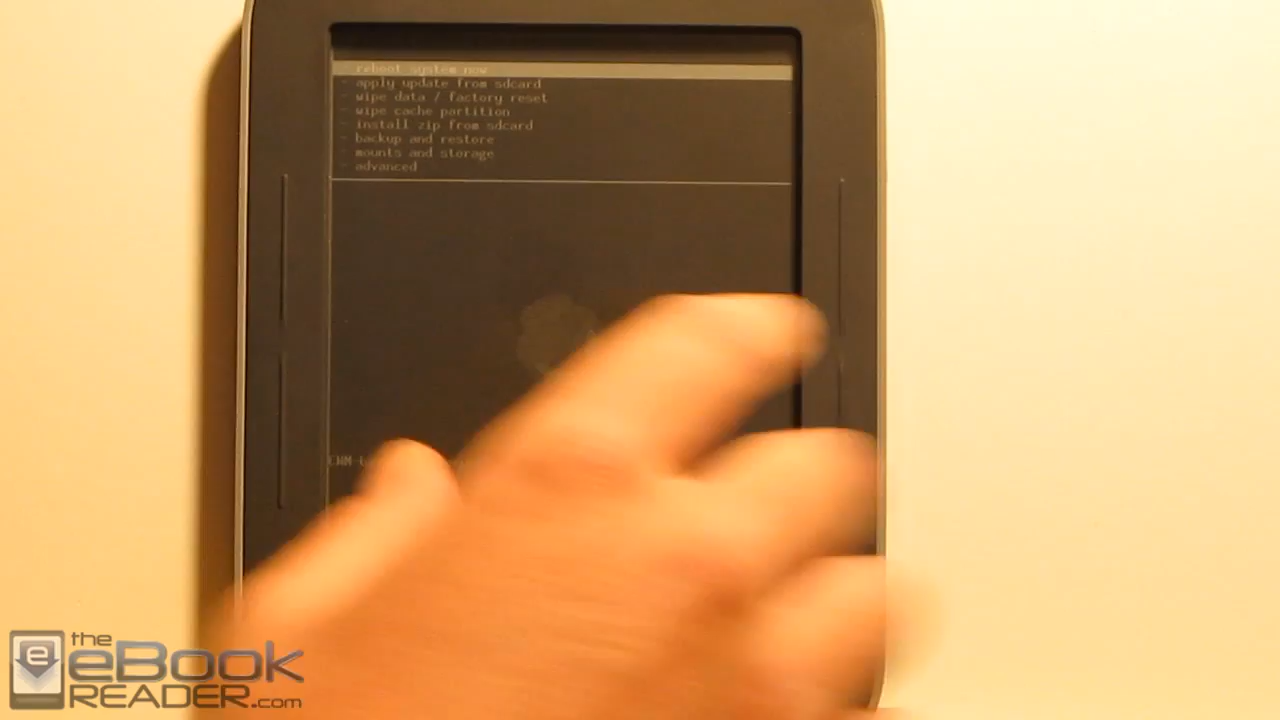 - reboot system now
- apply update from sdcard
- wipe data / factory reset
- wipe cache partition
- install zip from sdcard
- backup and restore
- mounts and storage
- advanced
e
the
eBook
READER.com